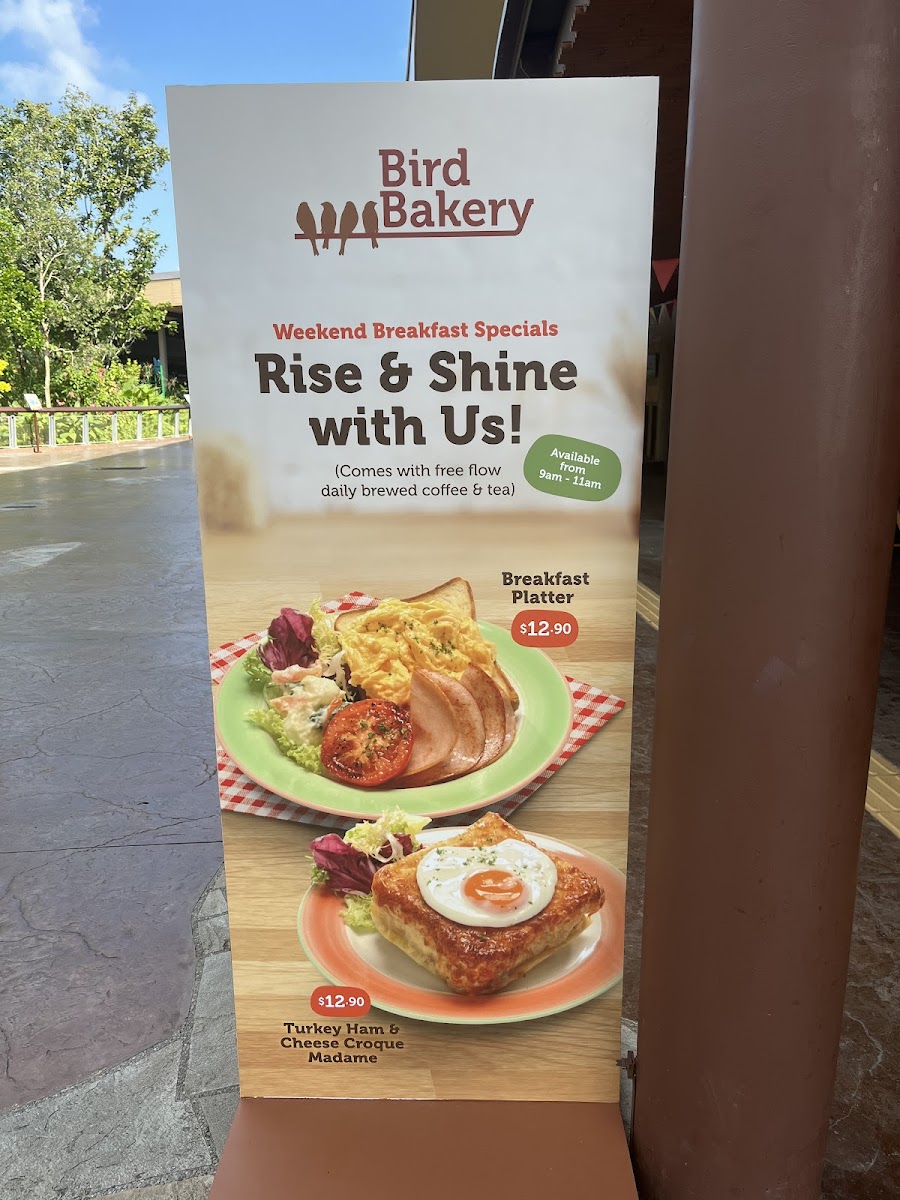 Bird
Bakery
Weekend Breakfast Specials
Rise & Shine
with Us!
(Comes with free flow
daily brewed coffee & tea)
Available
from
9am - 11am
Breakfast
Platter
$12.90
$12.90
Turkey Ham &
Cheese Croque
Madame